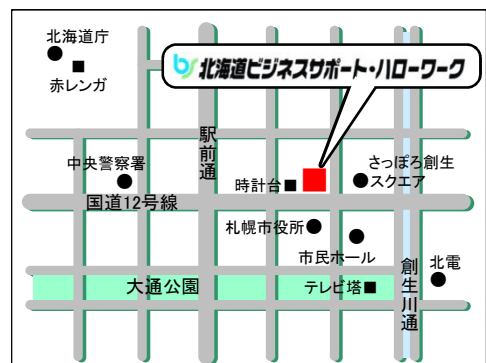 北海道庁
赤レンガ
bs 北海道ビジネスサポート・ハローワーク
駅前通
中央警察署
時計台
さっぽろ創生
スクエア
国道12号線
札幌市役所
市民ホール
創生川通
北電
大通公園
テレビ塔